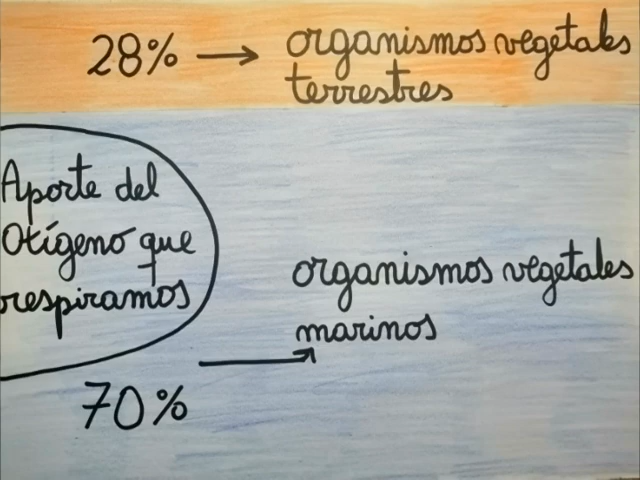 28% → organismos vegetales
terrestres
Aporte del
Oxígeno que
respiramos
organismos vegetales
marinos
70%